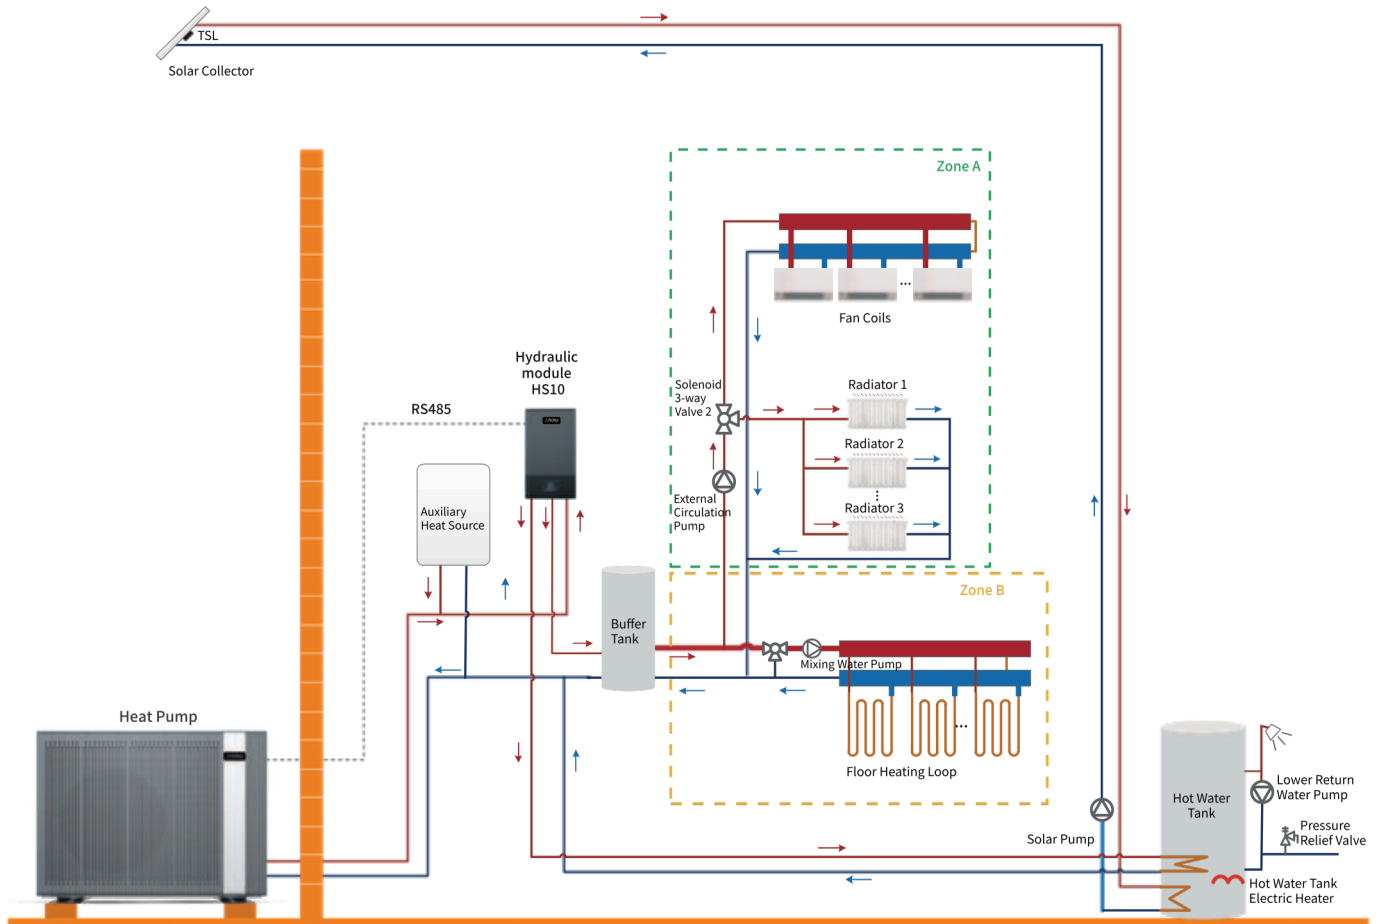 TSL
Solar Collector
Zone A
Fan Coils
Hydraulic
module
HS10
RS485
Solenoid
3-way
Valve 2
Radiator 1
Radiator 2
Radiator 3
External
Circulation
Pump
Auxiliary
Heat Source
Zone B
Buffer
Tank
Mixing Water Pump
Floor Heating Loop
Heat Pump
Hot Water
Tank
Lower Return
Water Pump
Solar Pump
Pressure
Relief Valve
Hot Water Tank
Electric Heater